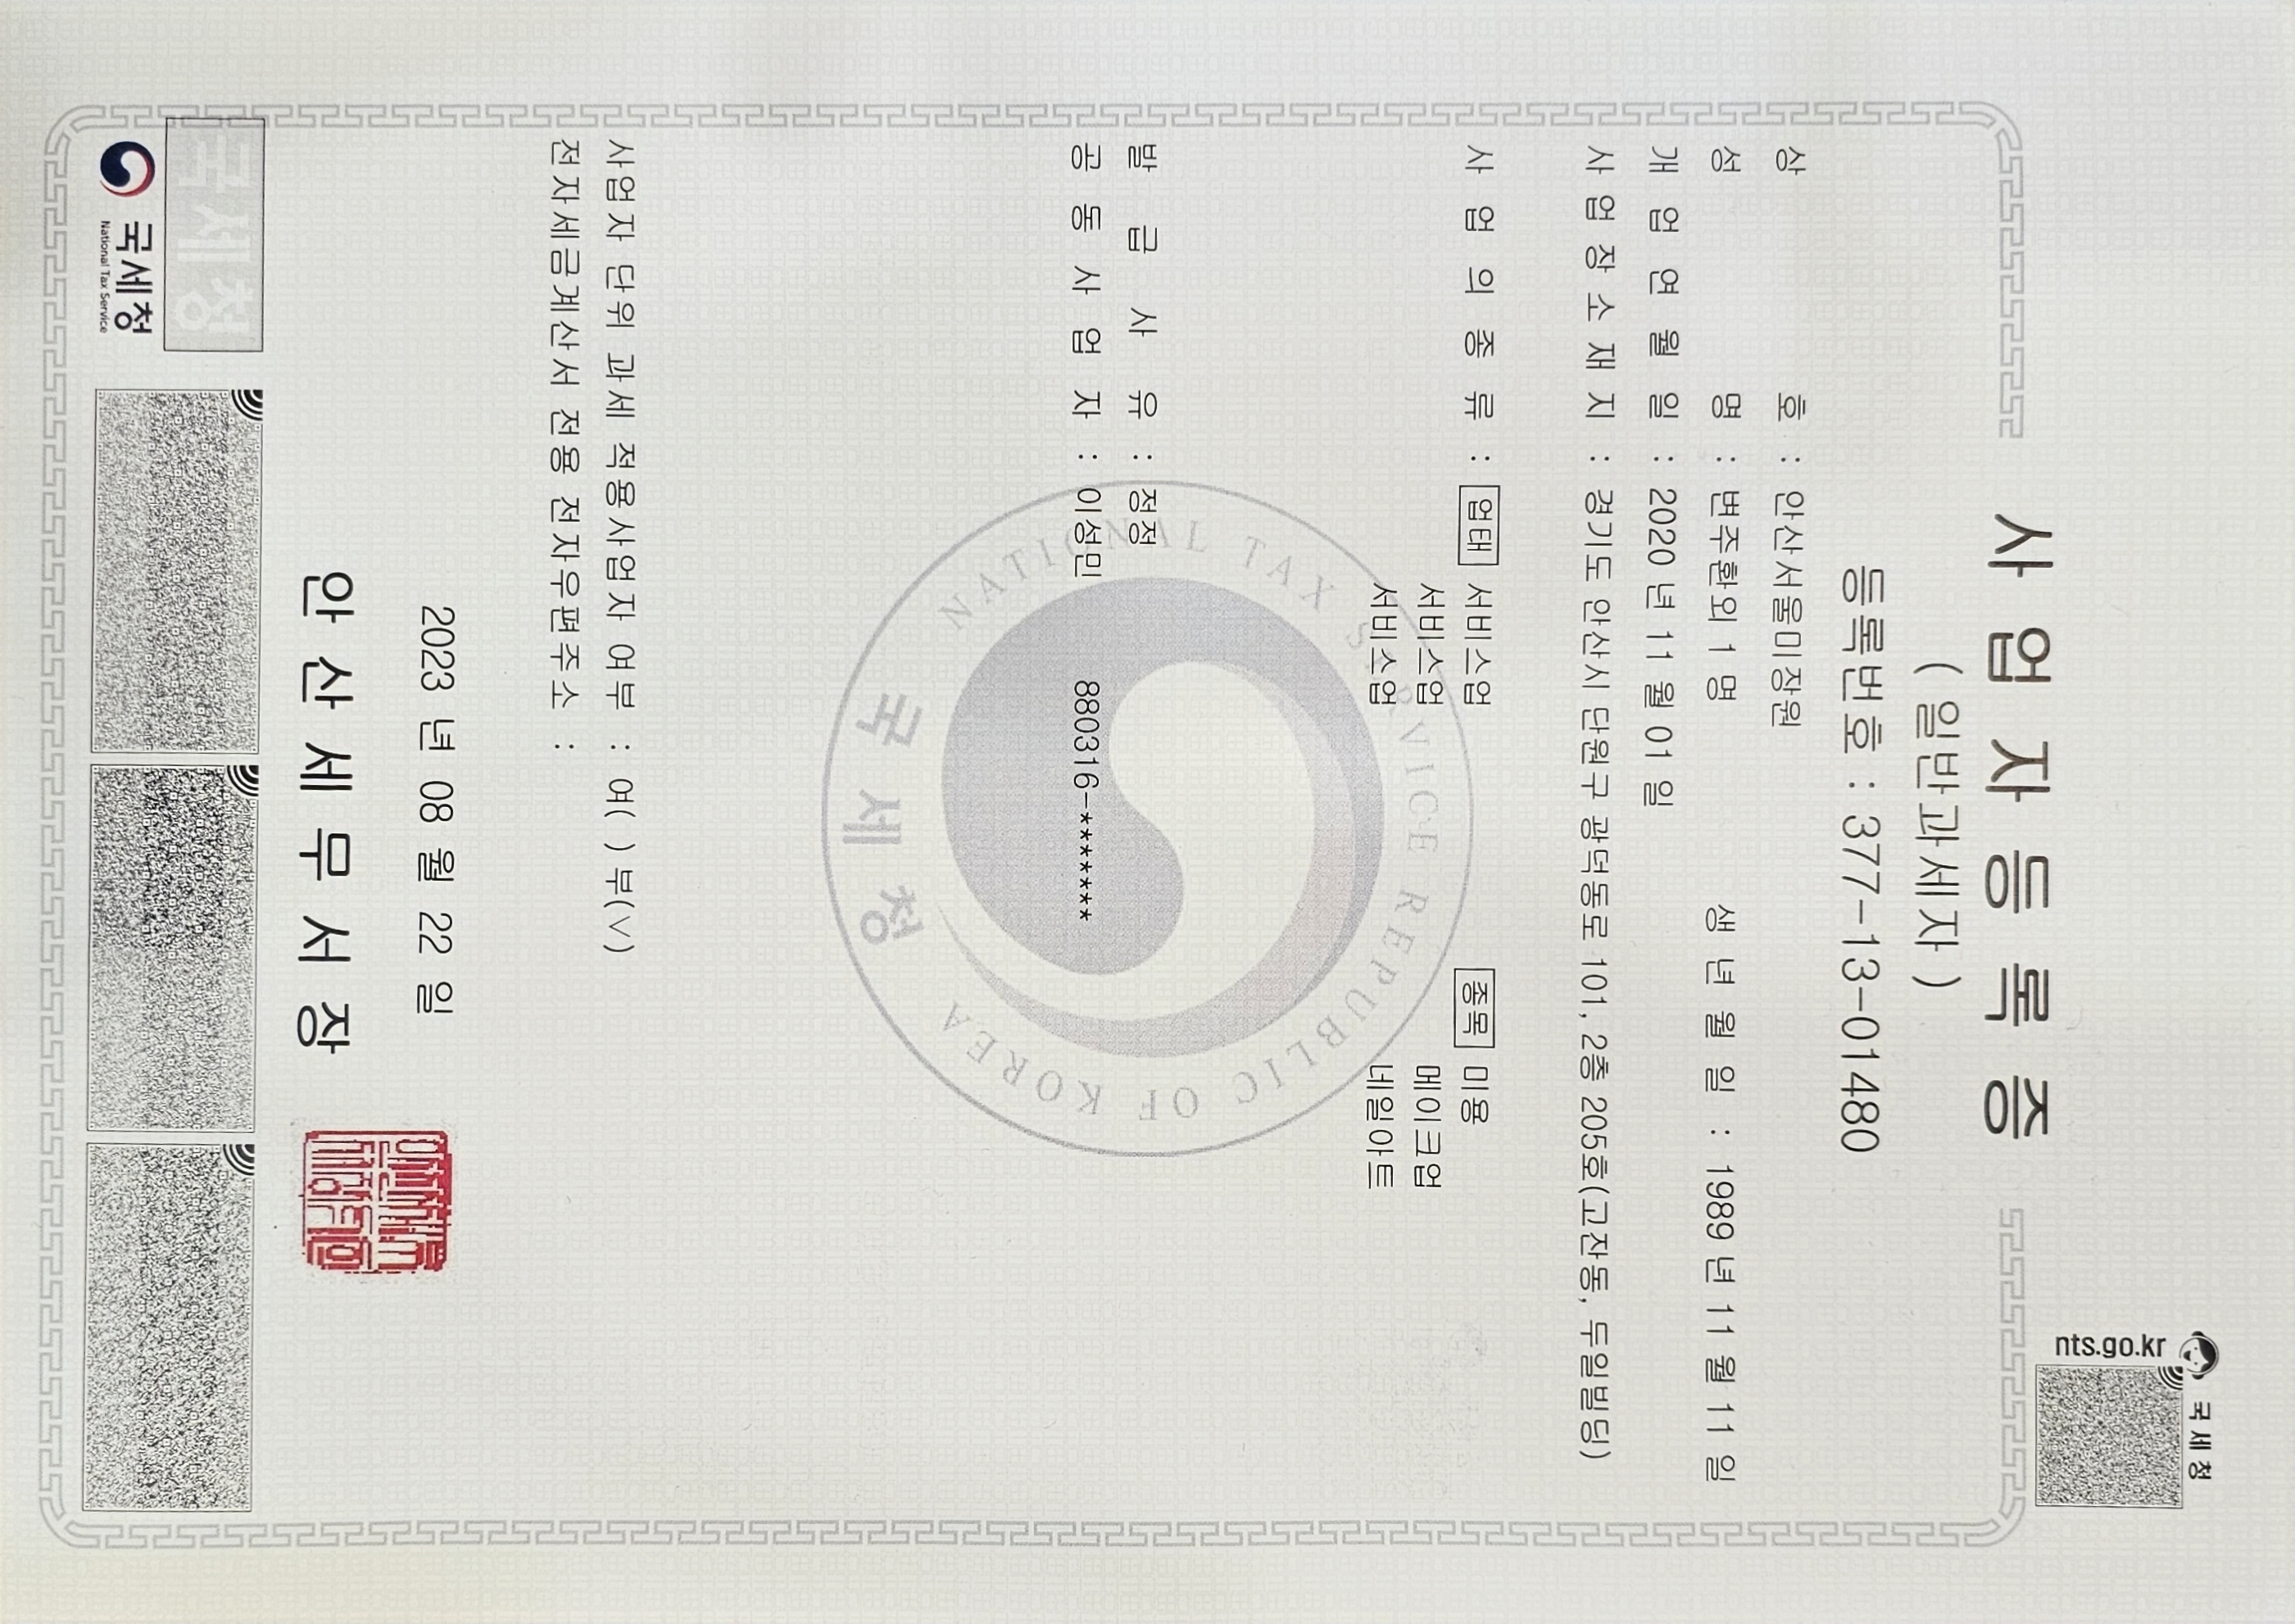 국세청
nts.go.kr
사업자등록증
( 일반과세자 )
등록번호 : 377-13-01480
상 호 : 안산서울미장원
성 명 : 변주환외 1 명 생 년 월 일 : 1989 년 11 월 11 일
개 업 연 월 일 : 2020 년 11 월 01 일
사 업 장 소 재 지 : 경기도 안산시 단원구 광덕동로 101, 2층 205호(고잔동, 두일빌딩)
사 업 의 종 류 : 업태 서비스업 종목 미용
서비스업 메이크업
서비스업 네일아트
NATIONAL TAX SERVICE REPUBLIC OF KOREA
국세청
발 급 사 유 : 정정
공 동 사 업 자 : 이성민 880316-*******
사업자 단위 과세 적용사업자 여부 : 여( ) 부(∨)
전자세금계산서 전용 전자우편주소 :
2023 년 08 월 22 일
안 산 세 무 서 장
국세청
국세청
National Tax Service